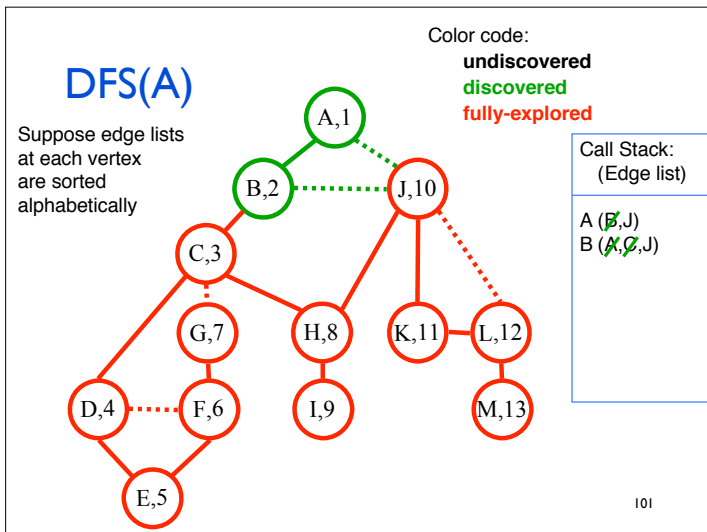 DFS(A)
Suppose edge lists
at each vertex
are sorted
alphabetically
Color code:
undiscovered
discovered
fully-explored
A,1
B,2
J,10
C,3
G,7
H,8
K,11
L,12
D,4
F,6
I,9
M,13
E,5
Call Stack:
(Edge list)
A (B,J)
B (A,C,J)
101